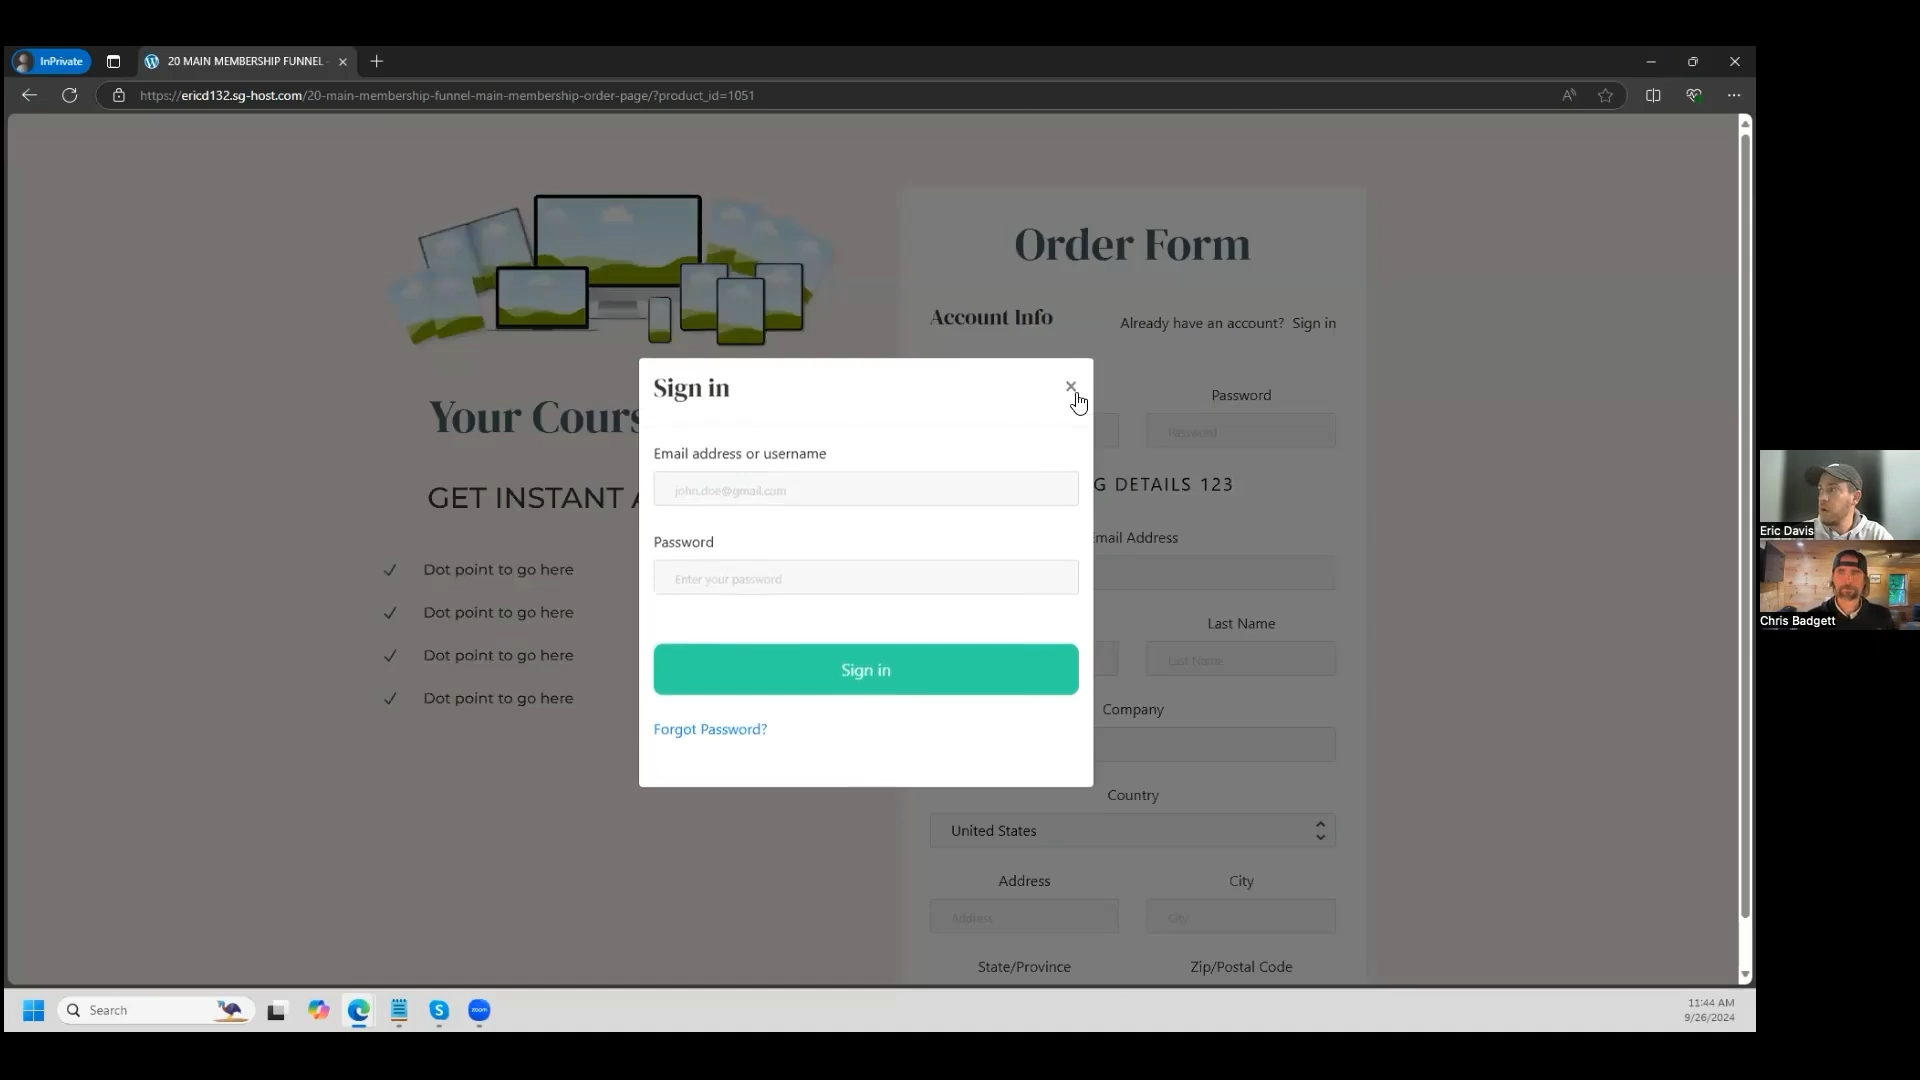 InPrivate
20 MAIN MEMBERSHIP FUNNEL -
https://ericd132.sg-host.com/20-main-membership-funnel-main-membership-order-page/?product_id=1051
Order Form
Account Info
Already have an account? Sign in
Password
Password
G DETAILS 123
mail Address
Last Name
Last Name
Company
Country
United States
Address
City
Address
City
State/Province
Zip/Postal Code
Your Cours
GET INSTANT A
Dot point to go here
Dot point to go here
Dot point to go here
Dot point to go here
Sign in
Email address or username
john.doe@gmail.com
Password
Enter your password
Sign in
Forgot Password?
Eric Davis
Chris Badgett
Search
zoom
11:44 AM
9/26/2024